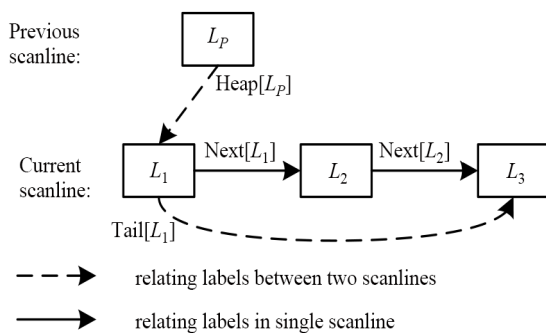 Previous scanline:
L_P
Heap[L_P]
Current scanline:
L_1
Next[L_1]
L_2
Next[L_2]
L_3
Tail[L_1]
relating labels between two scanlines
relating labels in single scanline